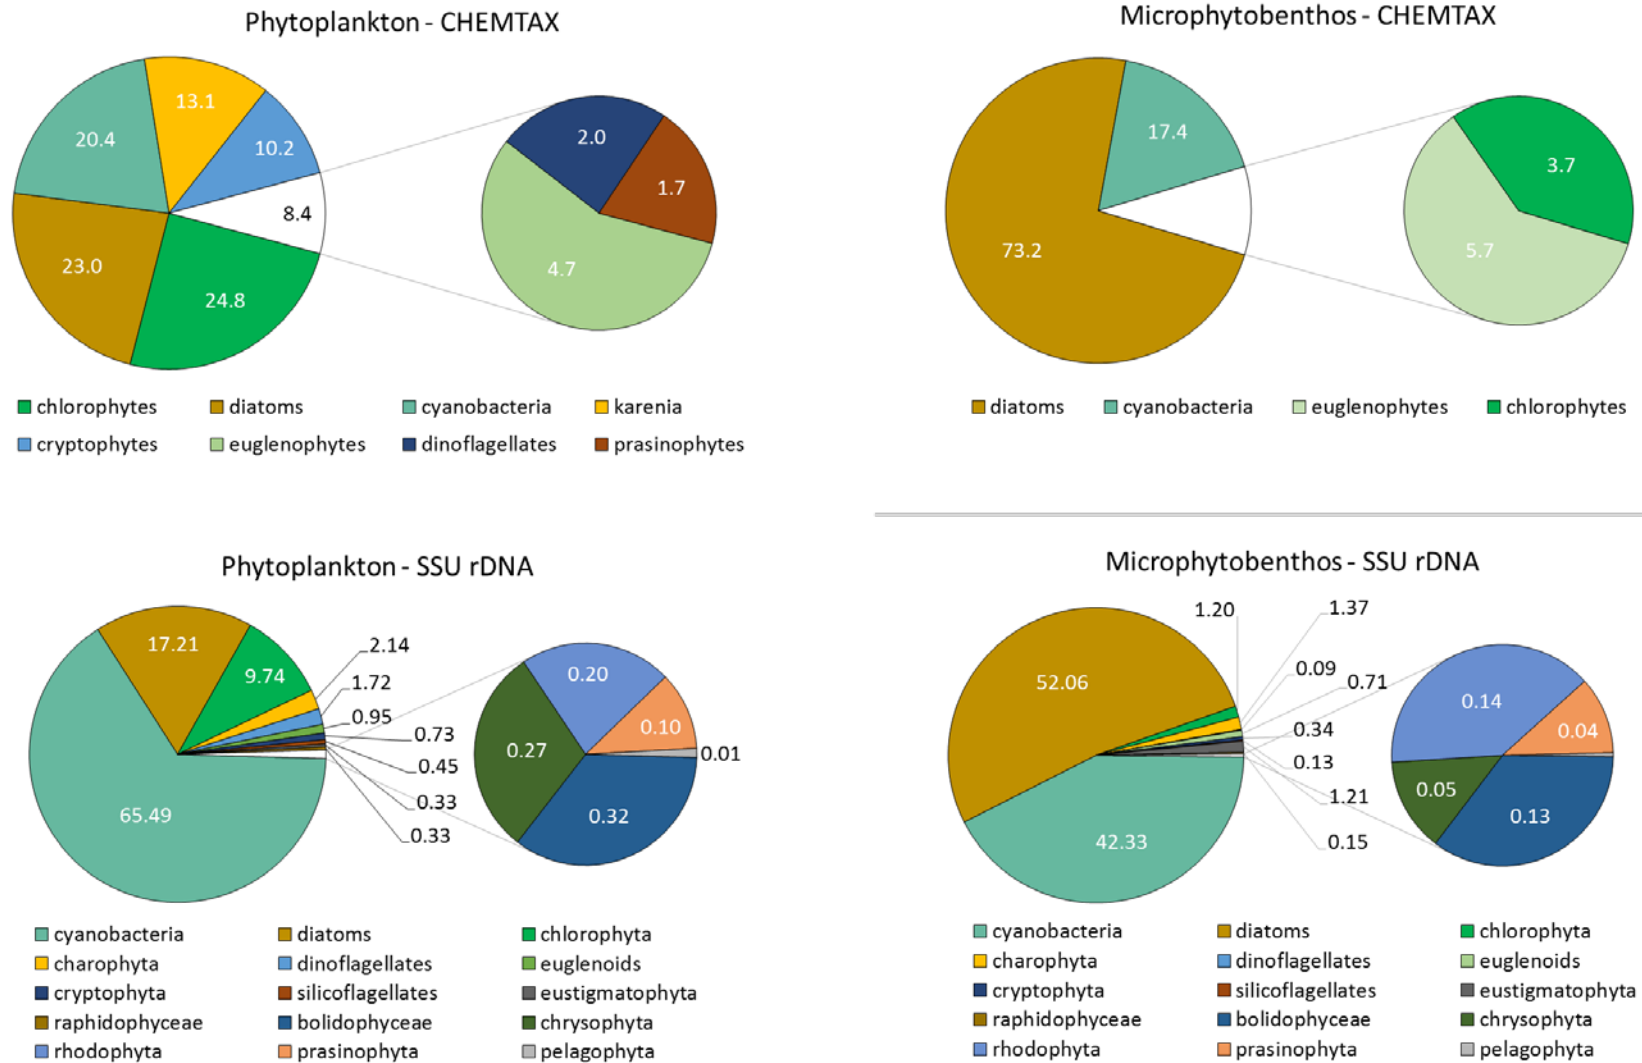 Phytoplankton - CHEMTAX
13.1
20.4
10.2
8.4
23.0
24.8
2.0
1.7
4.7
chlorophytes diatoms cyanobacteria karenia
cryptophytes euglenophytes dinoflagellates prasinophytes
Microphytobenthos - CHEMTAX
17.4
73.2
3.7
5.7
diatoms cyanobacteria euglenophytes chlorophytes
Phytoplankton - SSU rDNA
17.21
9.74
2.14
1.72
0.95
0.73
0.45
0.33
0.33
65.49
0.20
0.10
0.27
0.01
0.32
cyanobacteria diatoms chlorophyta
charophyta dinoflagellates euglenoids
cryptophyta silicoflagellates eustigmatophyta
raphidophyceae bolidophyceae chrysophyta
rhodophyta prasinophyta pelagophyta
Microphytobenthos - SSU rDNA
1.20
1.37
0.09
0.71
0.34
0.13
1.21
0.15
52.06
42.33
0.14
0.04
0.05
0.13
cyanobacteria diatoms chlorophyta
charophyta dinoflagellates euglenoids
cryptophyta silicoflagellates eustigmatophyta
raphidophyceae bolidophyceae chrysophyta
rhodophyta prasinophyta pelagophyta